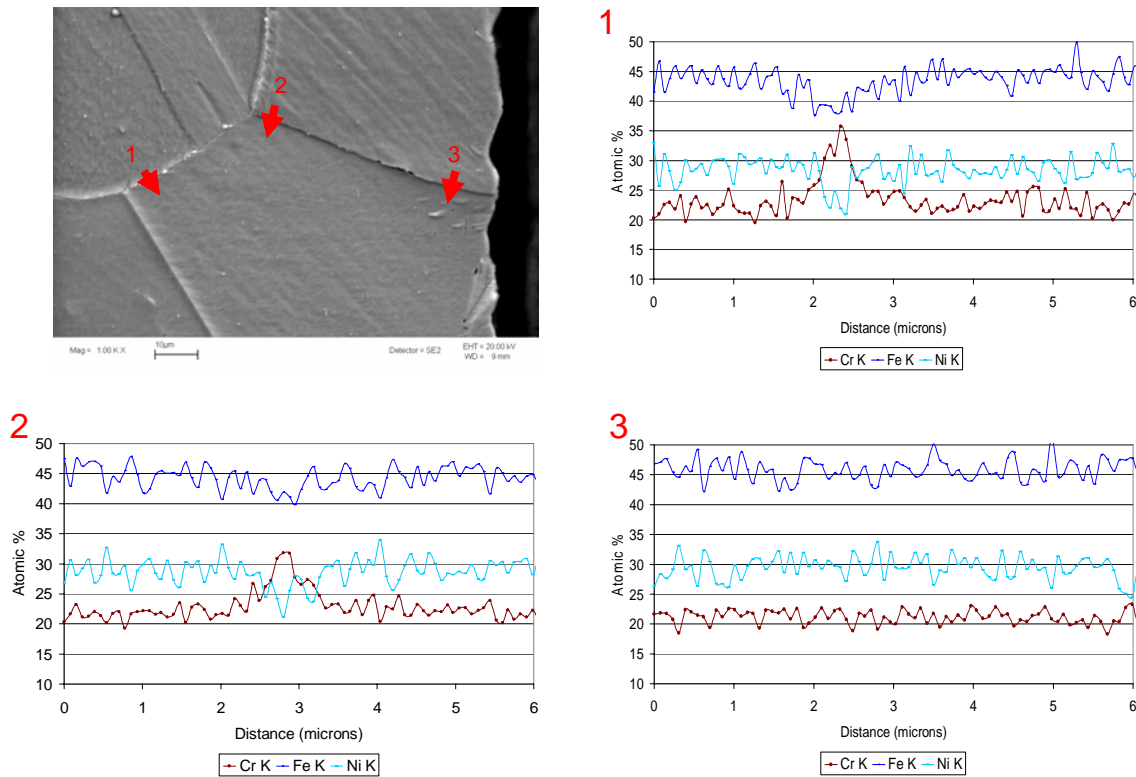 1
2
3
Mag = 1.00 K X
10µm
Detector = SE2
EHT = 20.00 kV
WD = 9 mm
1
Atomic %
50
45
40
35
30
25
20
15
10
0 1 2 3 4 5 6
Distance (microns)
Cr K Fe K Ni K
2
Atomic %
50
45
40
35
30
25
20
15
10
0 1 2 3 4 5 6
Distance (microns)
Cr K Fe K Ni K
3
Atomic %
50
45
40
35
30
25
20
15
10
0 1 2 3 4 5 6
Distance (microns)
Cr K Fe K Ni K